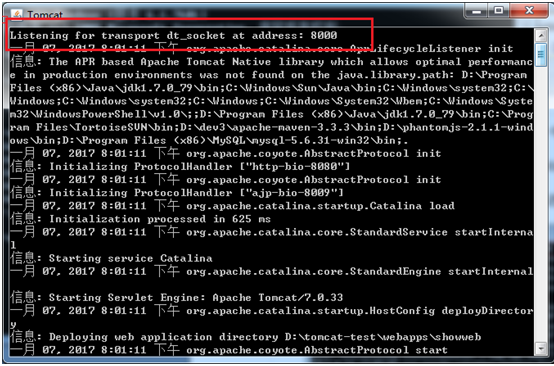 Tomcat
Listening for transport dt_socket at address: 8000
一月 07, 2017 8:01:11 下午 org.apache.catalina.core.AprLifecycleListener init
信息: The APR based Apache Tomcat Native library which allows optimal performanc
e in production environments was not found on the java.library.path: D:\Program
Files (x86)\Java\jdk1.7.0_79\bin;C:\Windows\Sun\Java\bin;C:\Windows\system32;C:\
Windows;C:\Windows\system32;C:\Windows;C:\Windows\System32\Wbem;C:\Windows\Syste
m32\WindowsPowerShell\v1.0\;;D:\Program Files (x86)\Java\jdk1.7.0_79\bin;C:\Prog
ram Files\TortoiseSVN\bin;D:\dev3\apache-maven-3.3.3\bin;D:\phantomjs-2.1.1-wind
ows\bin;D:\Program Files (x86)\MySQL\mysql-5.6.31-win32\bin;.
一月 07, 2017 8:01:11 下午 org.apache.coyote.AbstractProtocol init
信息: Initializing ProtocolHandler ["http-bio-8080"]
一月 07, 2017 8:01:11 下午 org.apache.coyote.AbstractProtocol init
信息: Initializing ProtocolHandler ["ajp-bio-8009"]
一月 07, 2017 8:01:11 下午 org.apache.catalina.startup.Catalina load
信息: Initialization processed in 625 ms
一月 07, 2017 8:01:11 下午 org.apache.catalina.core.StandardService startInterna
l
信息: Starting service Catalina
一月 07, 2017 8:01:11 下午 org.apache.catalina.core.StandardEngine startInternal
信息: Starting Servlet Engine: Apache Tomcat/7.0.33
一月 07, 2017 8:01:11 下午 org.apache.catalina.startup.HostConfig deployDirector
y
信息: Deploying web application directory D:\tomcat-test\webapps\showweb
一月 07, 2017 8:01:11 下午 org.apache.coyote.AbstractProtocol start